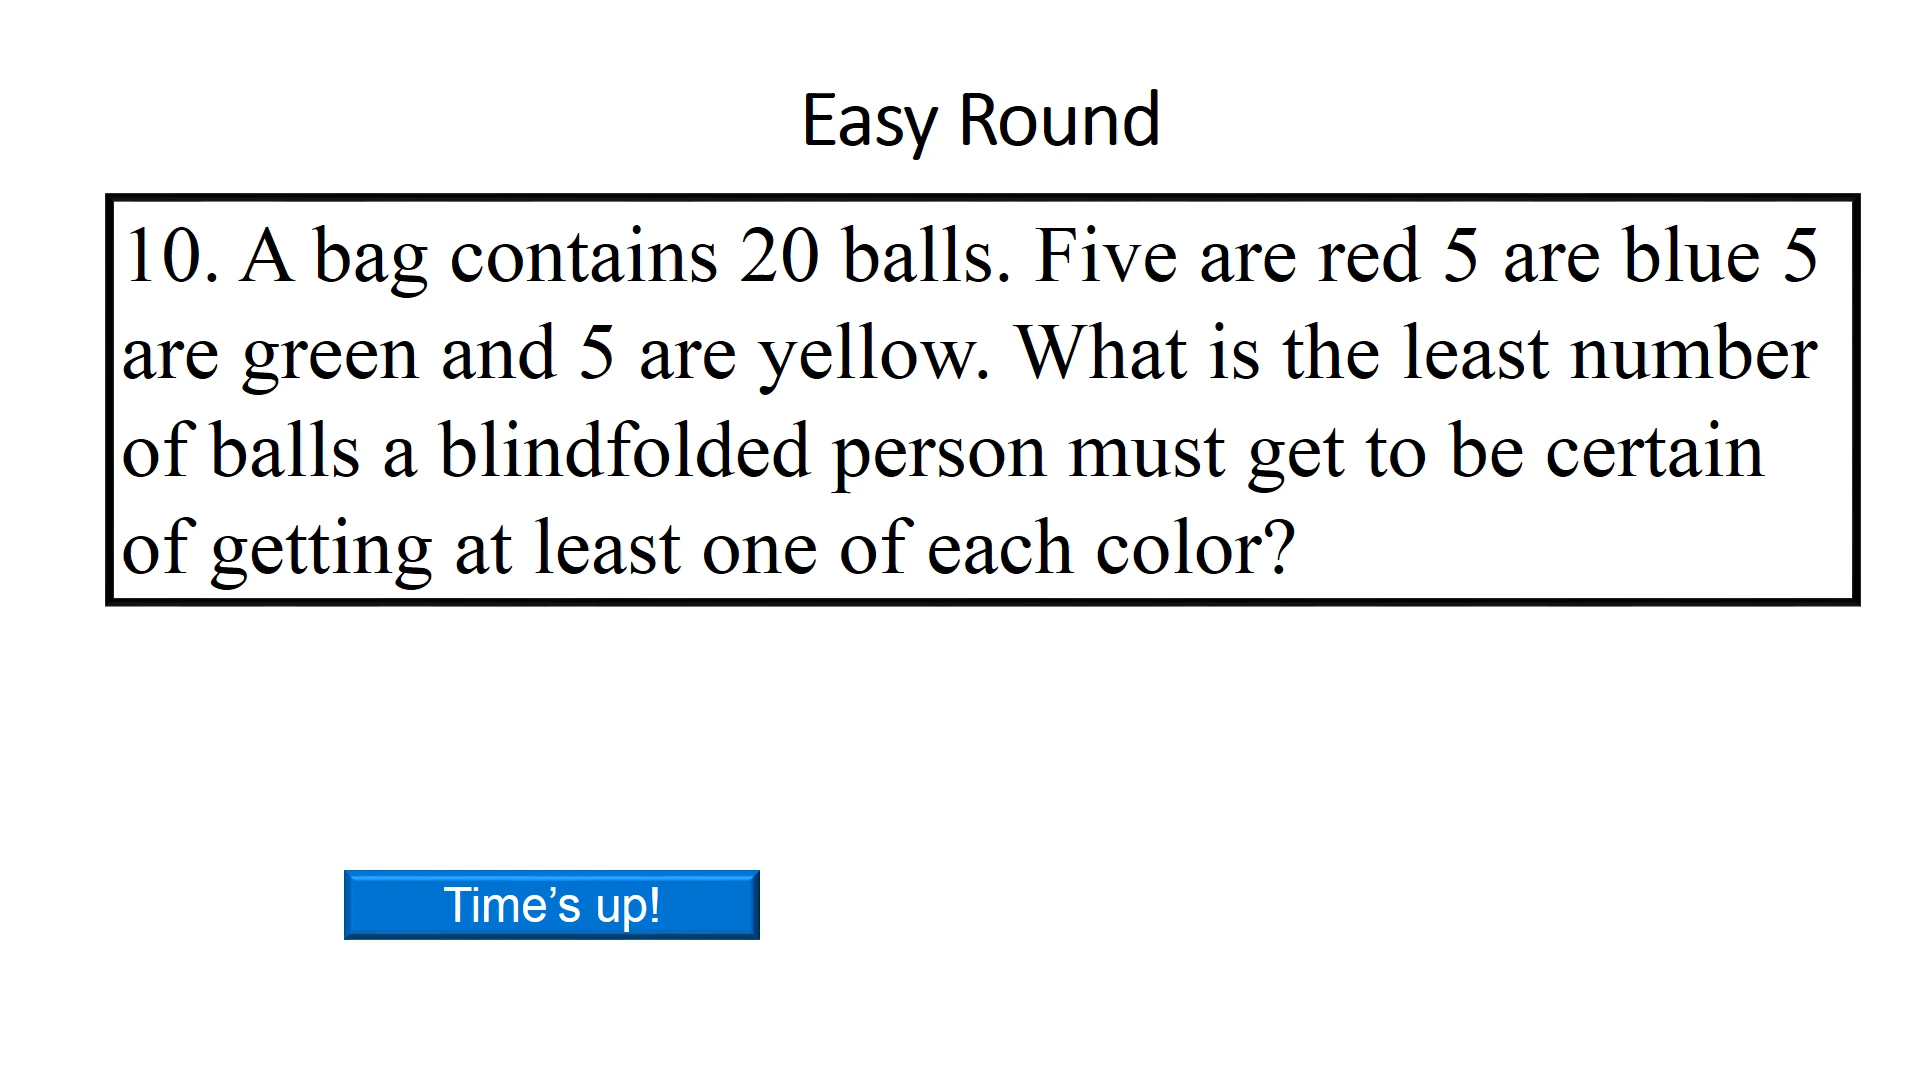 Easy Round
10. A bag contains 20 balls. Five are red 5 are blue 5
are green and 5 are yellow. What is the least number
of balls a blindfolded person must get to be certain
of getting at least one of each color?
Time’s up!